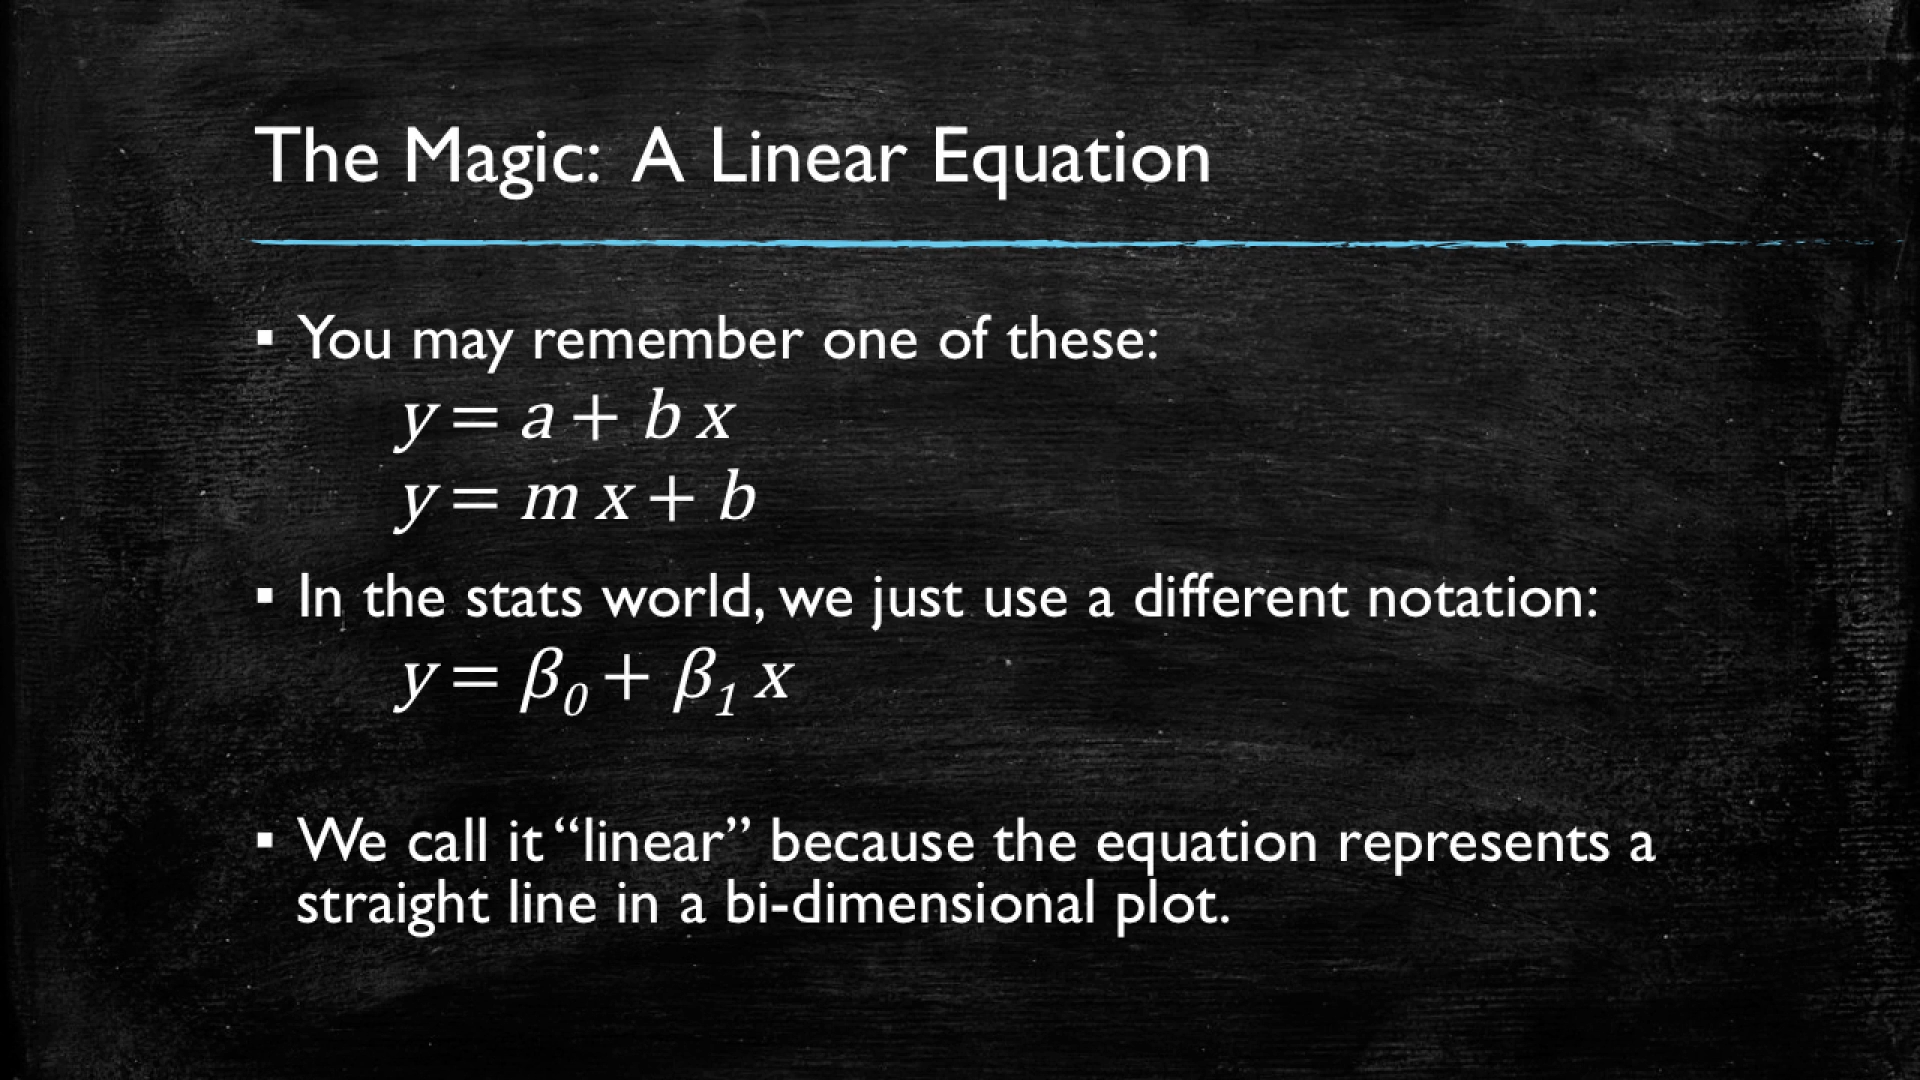 The Magic: A Linear Equation
▪ You may remember one of these:
y = a + b x
y = m x + b
▪ In the stats world, we just use a different notation:
y = β₀ + β₁ x
▪ We call it “linear” because the equation represents a
straight line in a bi-dimensional plot.